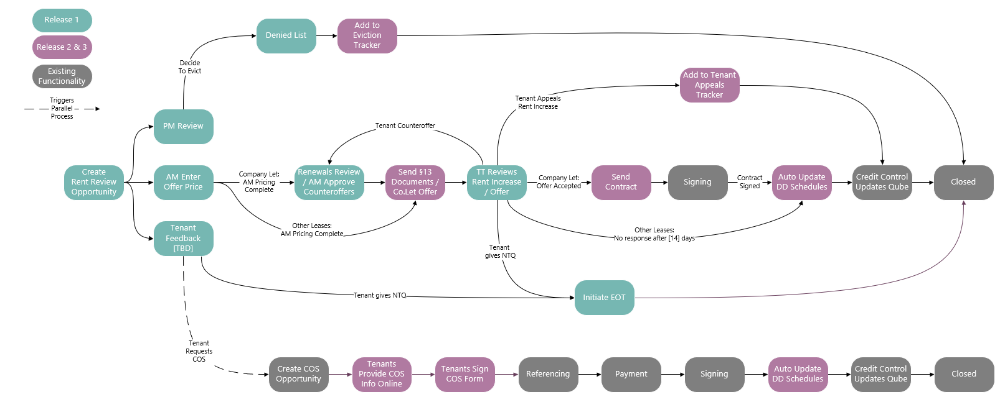 Release 1
Release 2 & 3
Existing
Functionality
Triggers
Parallel
Process
Denied List
Add to
Eviction
Tracker
Decide
To Evict
PM Review
Add to Tenant
Appeals
Tracker
Tenant Appeals
Rent Increase
Tenant Counteroffer
Create
Rent Review
Opportunity
AM Enter
Offer Price
Company Let:
AM Pricing
Complete
Renewals Review
/ AM Approve
Counteroffers
Send §13
Documents /
Co.Let Offer
TT Reviews
Rent Increase
/ Offer
Company Let:
Offer Accepted
Send
Contract
Signing
Contract
Signed
Auto Update
DD Schedules
Credit Control
Updates Qube
Closed
Other Leases:
AM Pricing Complete
Other Leases:
No response after [14] days
Tenant
Feedback
[TBD]
Tenant
gives NTQ
Tenant gives NTQ
Initiate EOT
Tenant
Requests
COS
Create COS
Opportunity
Tenants
Provide COS
Info Online
Tenants Sign
COS Form
Referencing
Payment
Signing
Auto Update
DD Schedules
Credit Control
Updates Qube
Closed